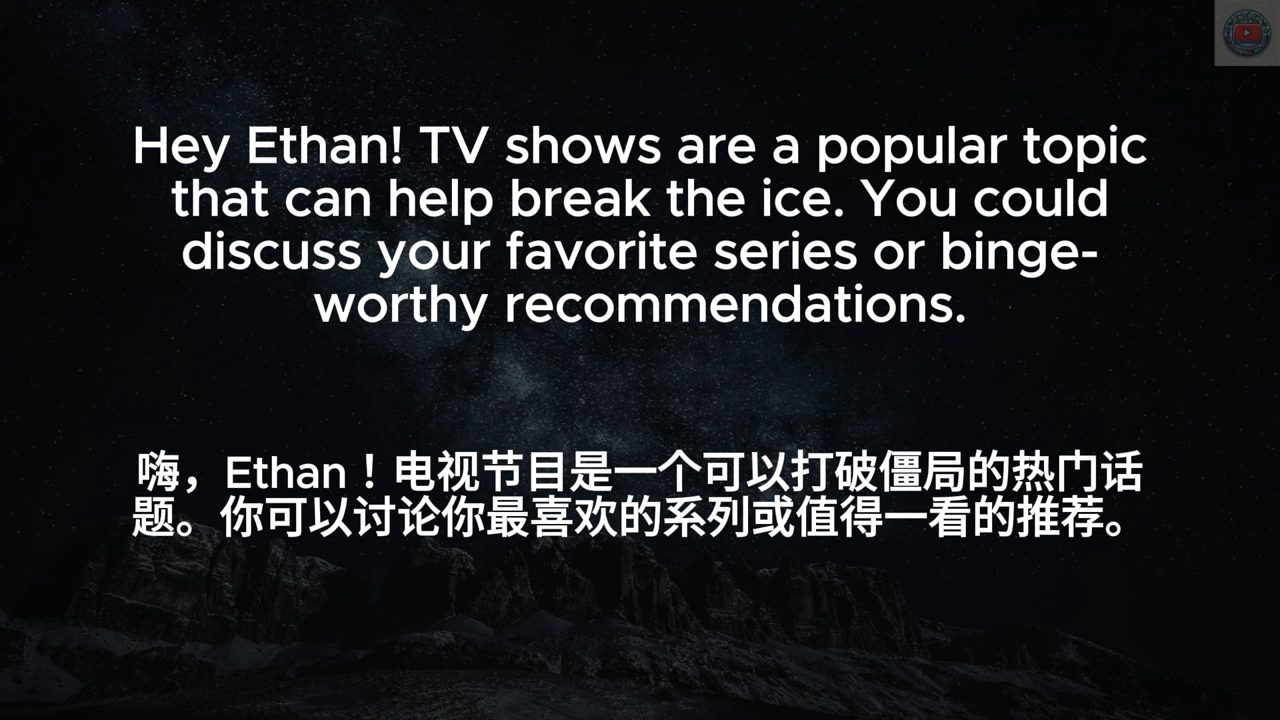 Hey Ethan! TV shows are a popular topic
that can help break the ice. You could
discuss your favorite series or binge-
worthy recommendations.
嗨，Ethan！电视节目是一个可以打破僵局的热门话
题。你可以讨论你最喜欢的系列或值得一看的推荐。